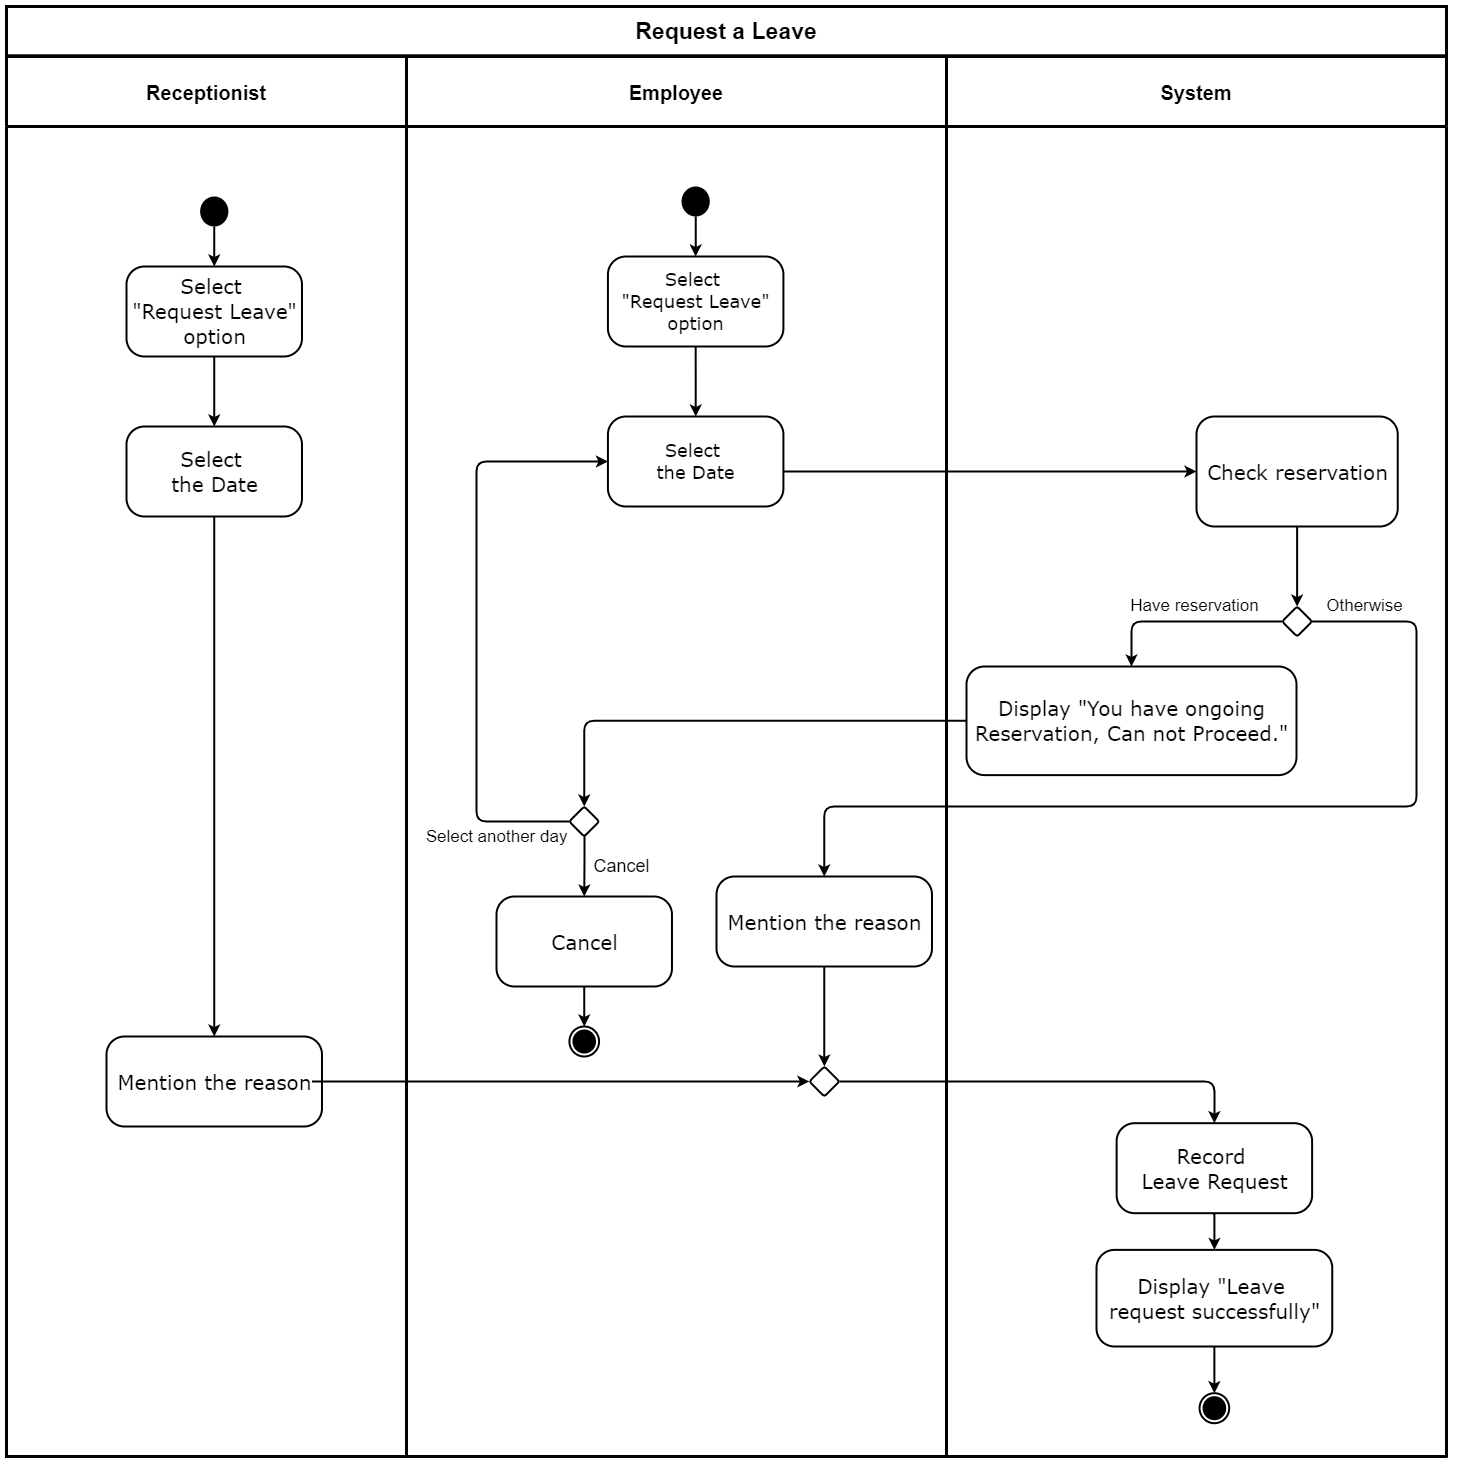 Request a Leave
Receptionist
Employee
System
Select
"Request Leave"
option
Select
"Request Leave"
option
Select
the Date
Select
the Date
Check reservation
Have reservation
Otherwise
Display "You have ongoing
Reservation, Can not Proceed."
Select another day
Cancel
Cancel
Mention the reason
Mention the reason
Record
Leave Request
Display "Leave
request successfully"